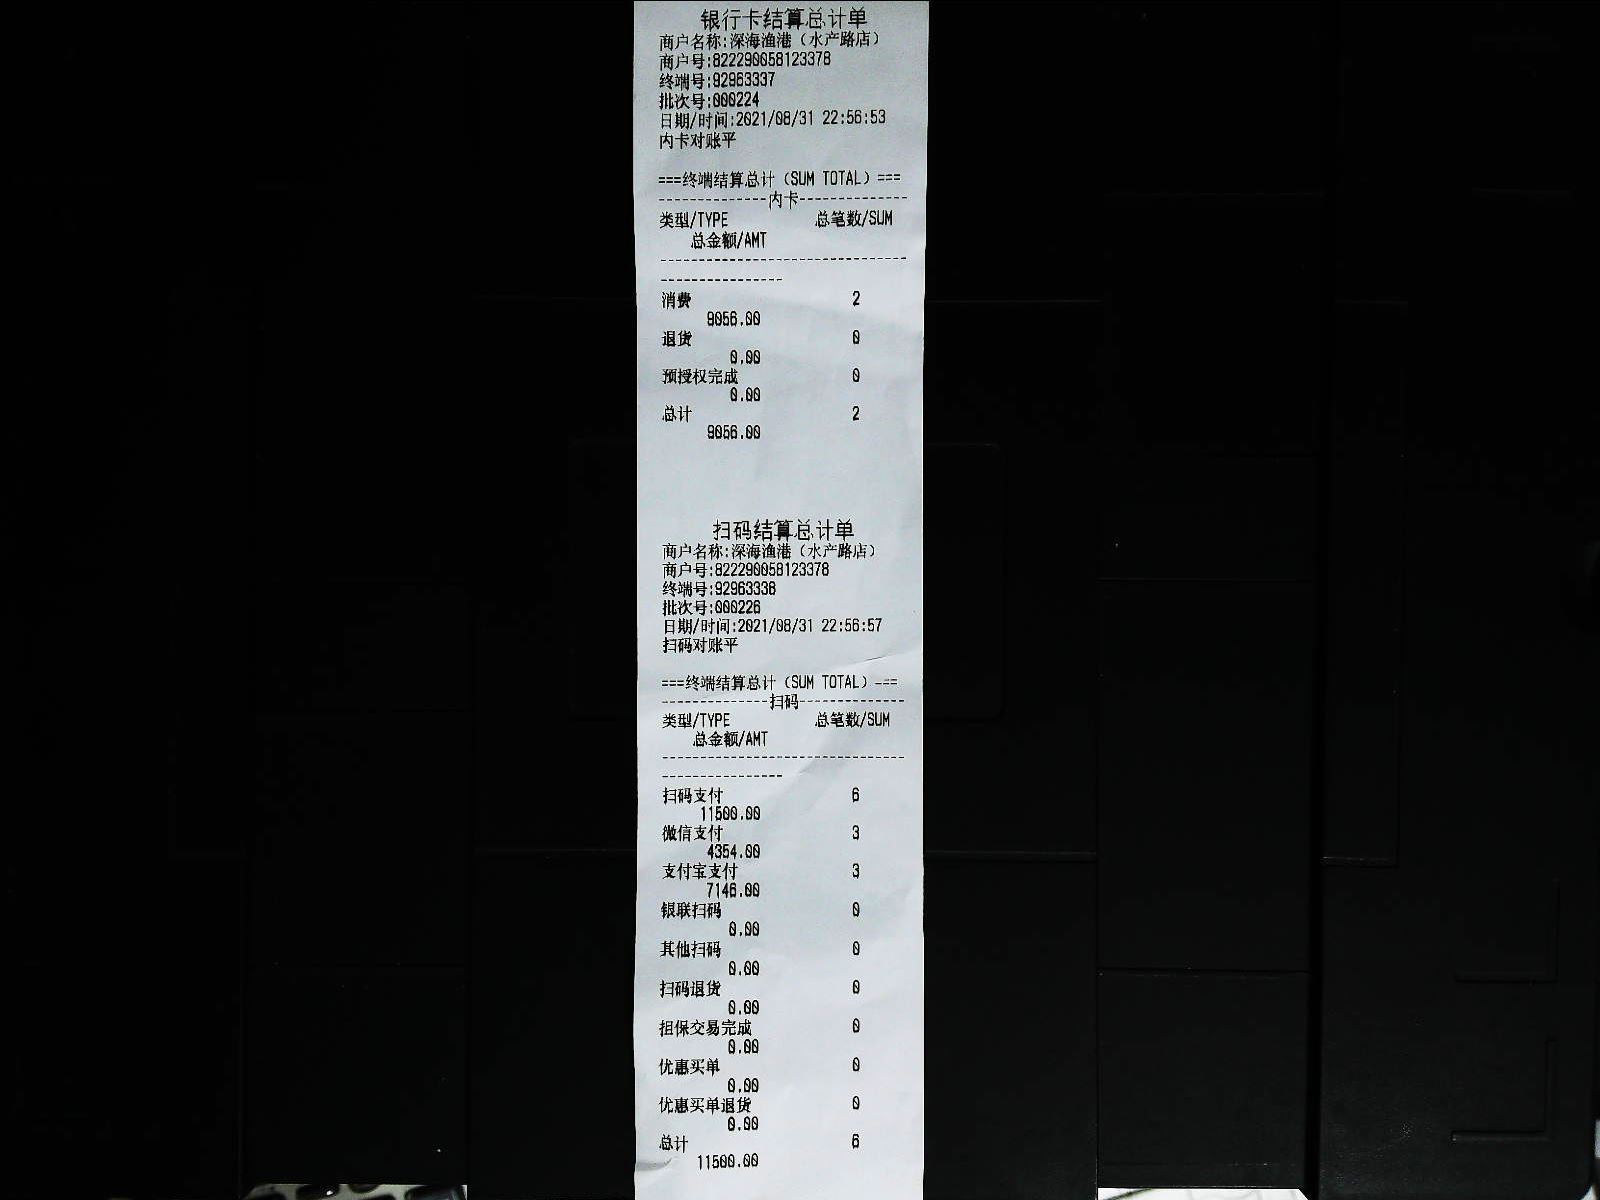 银行卡结算总计单
商户名称:深海渔港（水产路店）
商户号:822290058123378
终端号:92963337
批次号:000224
日期/时间:2021/08/31 22:56:53
内卡对账平
===终端结算总计（SUM TOTAL）===
--------------内卡--------------
类型/TYPE 总笔数/SUM
总金额/AMT
--------------------------------
----------------
消费 2
9056.00
退货 0
0.00
预授权完成 0
0.00
总计 2
9056.00
扫码结算总计单
商户名称:深海渔港（水产路店）
商户号:822290058123378
终端号:92963338
批次号:000226
日期/时间:2021/08/31 22:56:57
扫码对账平
===终端结算总计（SUM TOTAL）===
--------------扫码--------------
类型/TYPE 总笔数/SUM
总金额/AMT
--------------------------------
----------------
扫码支付 6
11500.00
微信支付 3
4354.00
支付宝支付 3
7146.00
银联扫码 0
0.00
其他扫码 0
0.00
扫码退货 0
0.00
担保交易完成 0
0.00
优惠买单 0
0.00
优惠买单退货 0
0.00
总计 6
11500.00